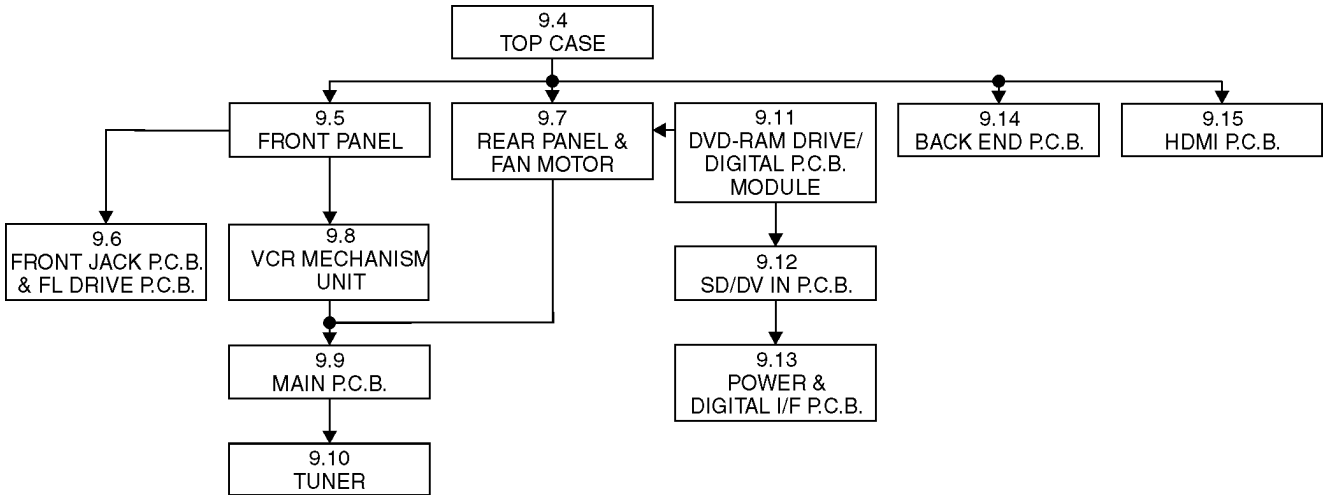 9.4
TOP CASE
9.5
FRONT PANEL
9.7
REAR PANEL &
FAN MOTOR
9.11
DVD-RAM DRIVE/
DIGITAL P.C.B.
MODULE
9.14
BACK END P.C.B.
9.15
HDMI P.C.B.
9.6
FRONT JACK P.C.B.
& FL DRIVE P.C.B.
9.8
VCR MECHANISM
UNIT
9.12
SD/DV IN P.C.B.
9.9
MAIN P.C.B.
9.13
POWER &
DIGITAL I/F P.C.B.
9.10
TUNER